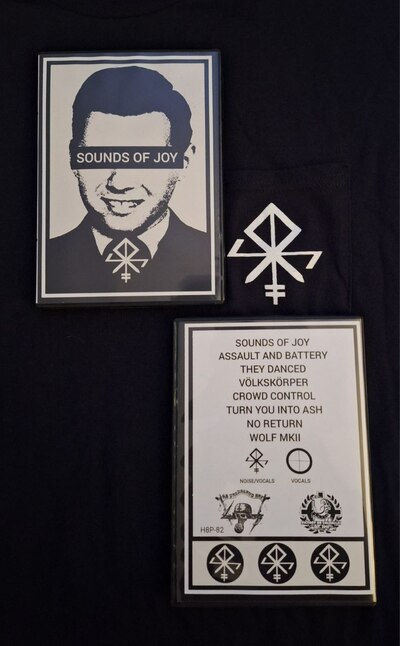 SOUNDS OF JOY
SOUNDS OF JOY
ASSAULT AND BATTERY
THEY DANCED
VÖLKSKÖRPER
CROWD CONTROL
TURN YOU INTO ASH
NO RETURN
WOLF MKII
NOISE/VOCALS
VOCALS
H8P-82